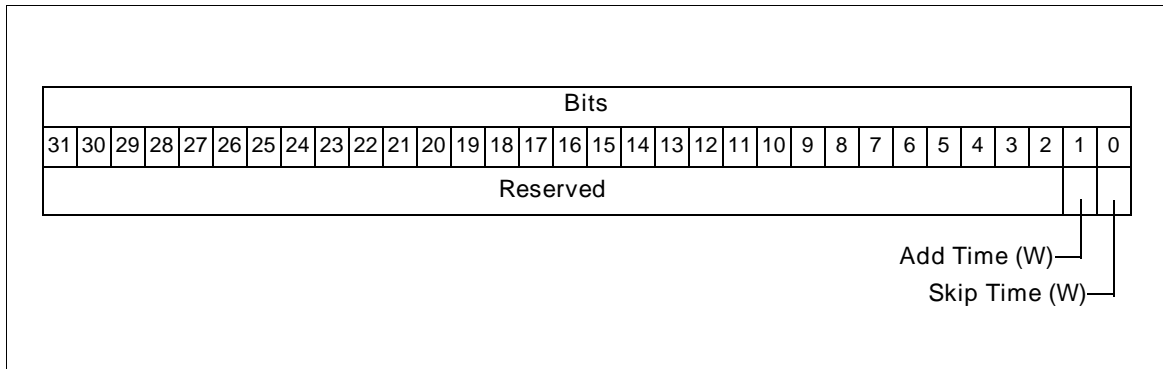 Bits
31 30 29 28 27 26 25 24 23 22 21 20 19 18 17 16 15 14 13 12 11 10 9 8 7 6 5 4 3 2 1 0
Reserved
Add Time (W)
Skip Time (W)